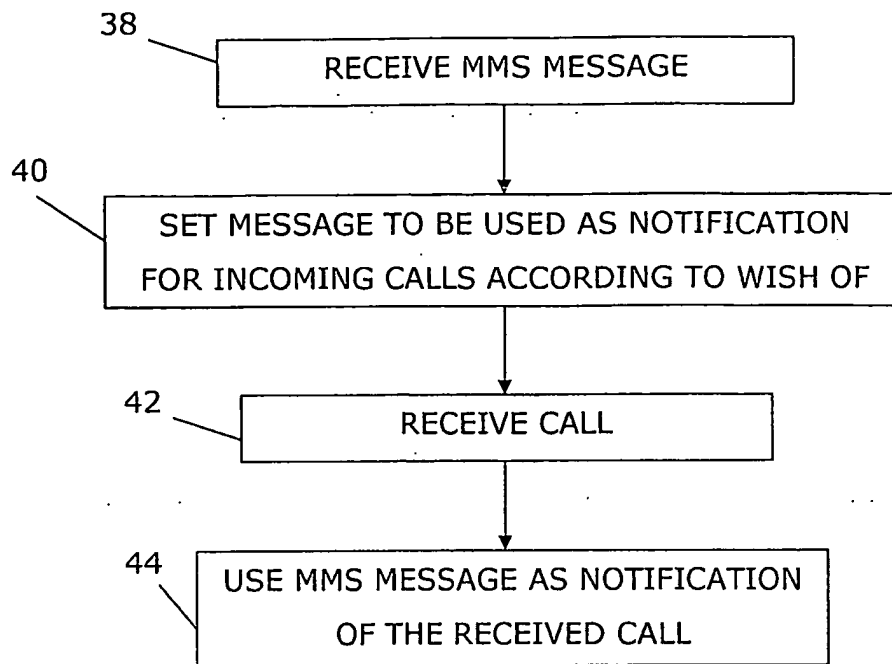 38
RECEIVE MMS MESSAGE
40
SET MESSAGE TO BE USED AS NOTIFICATION
FOR INCOMING CALLS ACCORDING TO WISH OF
42
RECEIVE CALL
44
USE MMS MESSAGE AS NOTIFICATION
OF THE RECEIVED CALL